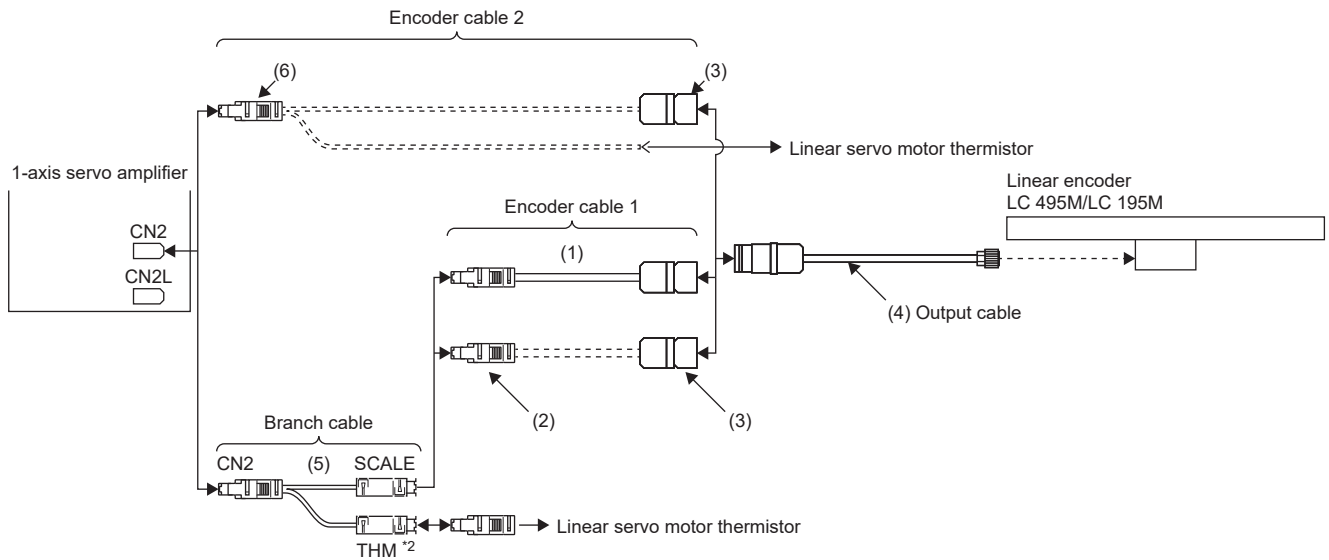 Encoder cable 2
(6)
(3)
Linear servo motor thermistor
1-axis servo amplifier
Linear encoder
LC 495M/LC 195M
Encoder cable 1
CN2
(1)
CN2L
(4) Output cable
(2)
(3)
Branch cable
CN2
(5)
SCALE
Linear servo motor thermistor
THM *2